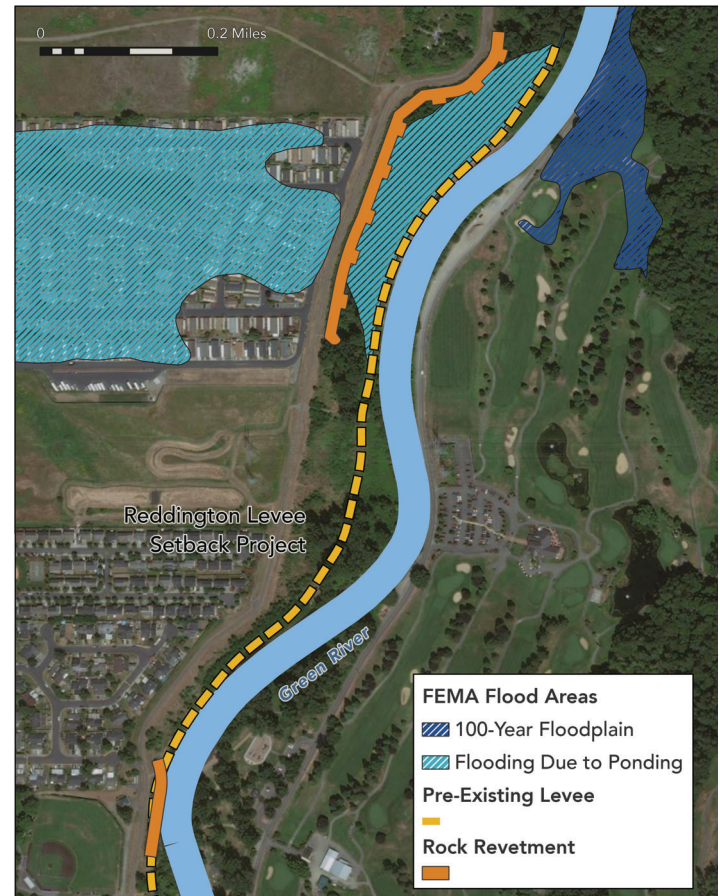 0
0.2 Miles
Reddington Levee
Setback Project
Green River
FEMA Flood Areas
100-Year Floodplain
Flooding Due to Ponding
Pre-Existing Levee
Rock Revetment